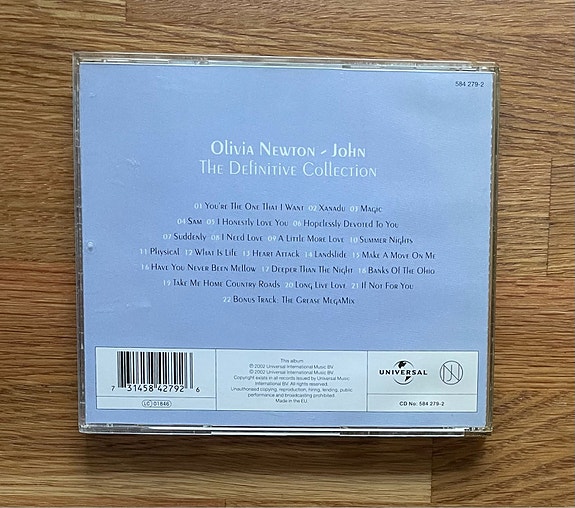 584 279-2
Olivia Newton - John
The Definitive Collection
01 You're The One That I Want 02 Xanadu 03 Magic
04 Sam 05 I Honestly Love You 06 Hopelessly Devoted To You
07 Suddenly 08 I Need Love 09 A Little More Love 10 Summer Nights
11 Physical 12 What Is Life 13 Heart Attack 14 Landslide 15 Make A Move On Me
16 Have You Never Been Mellow 17 Deeper Than The Night 18 Banks Of The Ohio
19 Take Me Home Country Roads 20 Long Live Love 21 If Not For You
22 Bonus Track: The Grease MegaMix
7 31458 42792 6
LC 01846
This album
℗ 2002 Universal International Music BV.
© 2002 Universal International Music BV.
Copyright exists in all records issued by Universal Music
International BV. All rights reserved.
Unauthorised copying, reproduction, hiring, lending, public
performance and broadcasting prohibited.
Made in the EU.
UNIVERSAL
CD No: 584 279-2